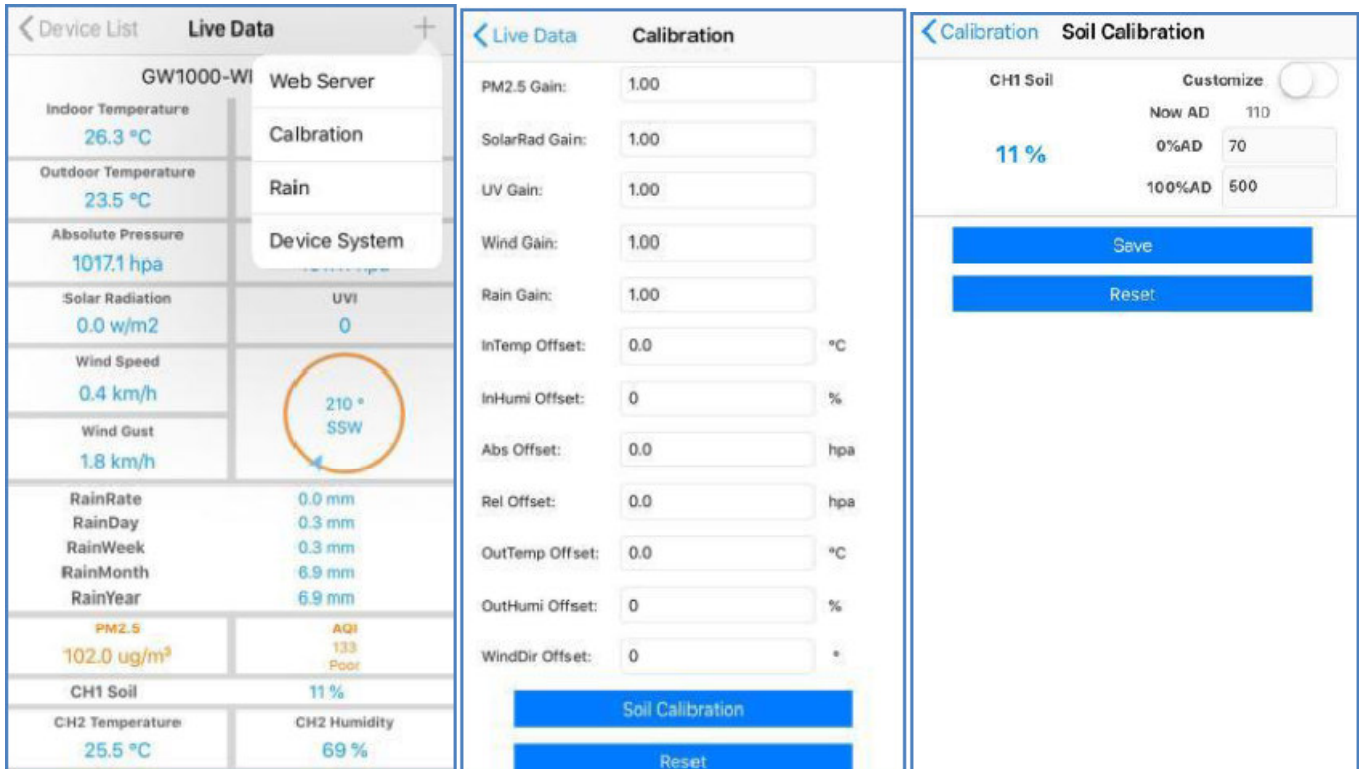 Device List Live Data +
GW1000-WI
Web Server
Calbration
Rain
Device System
Indoor Temperature
26.3 °C
Outdoor Temperature
23.5 °C
Absolute Pressure
1017.1 hpa
Solar Radiation
0.0 w/m2
UVI
0
Wind Speed
0.4 km/h
Wind Gust
1.8 km/h
210 °
SSW
RainRate 0.0 mm
RainDay 0.3 mm
RainWeek 0.3 mm
RainMonth 6.9 mm
RainYear 6.9 mm
PM2.5
102.0 ug/m³
AQI
133
Poor
CH1 Soil 11 %
CH2 Temperature
25.5 °C
CH2 Humidity
69 %
Live Data Calibration
PM2.5 Gain: 1.00
SolarRad Gain: 1.00
UV Gain: 1.00
Wind Gain: 1.00
Rain Gain: 1.00
InTemp Offset: 0.0 °C
InHumi Offset: 0 %
Abs Offset: 0.0 hpa
Rel Offset: 0.0 hpa
OutTemp Offset: 0.0 °C
OutHumi Offset: 0 %
WindDir Offset: 0 °
Soil Calibration
Reset
Calibration Soil Calibration
CH1 Soil Customize
Now AD 110
11 %
0%AD 70
100%AD 500
Save
Reset